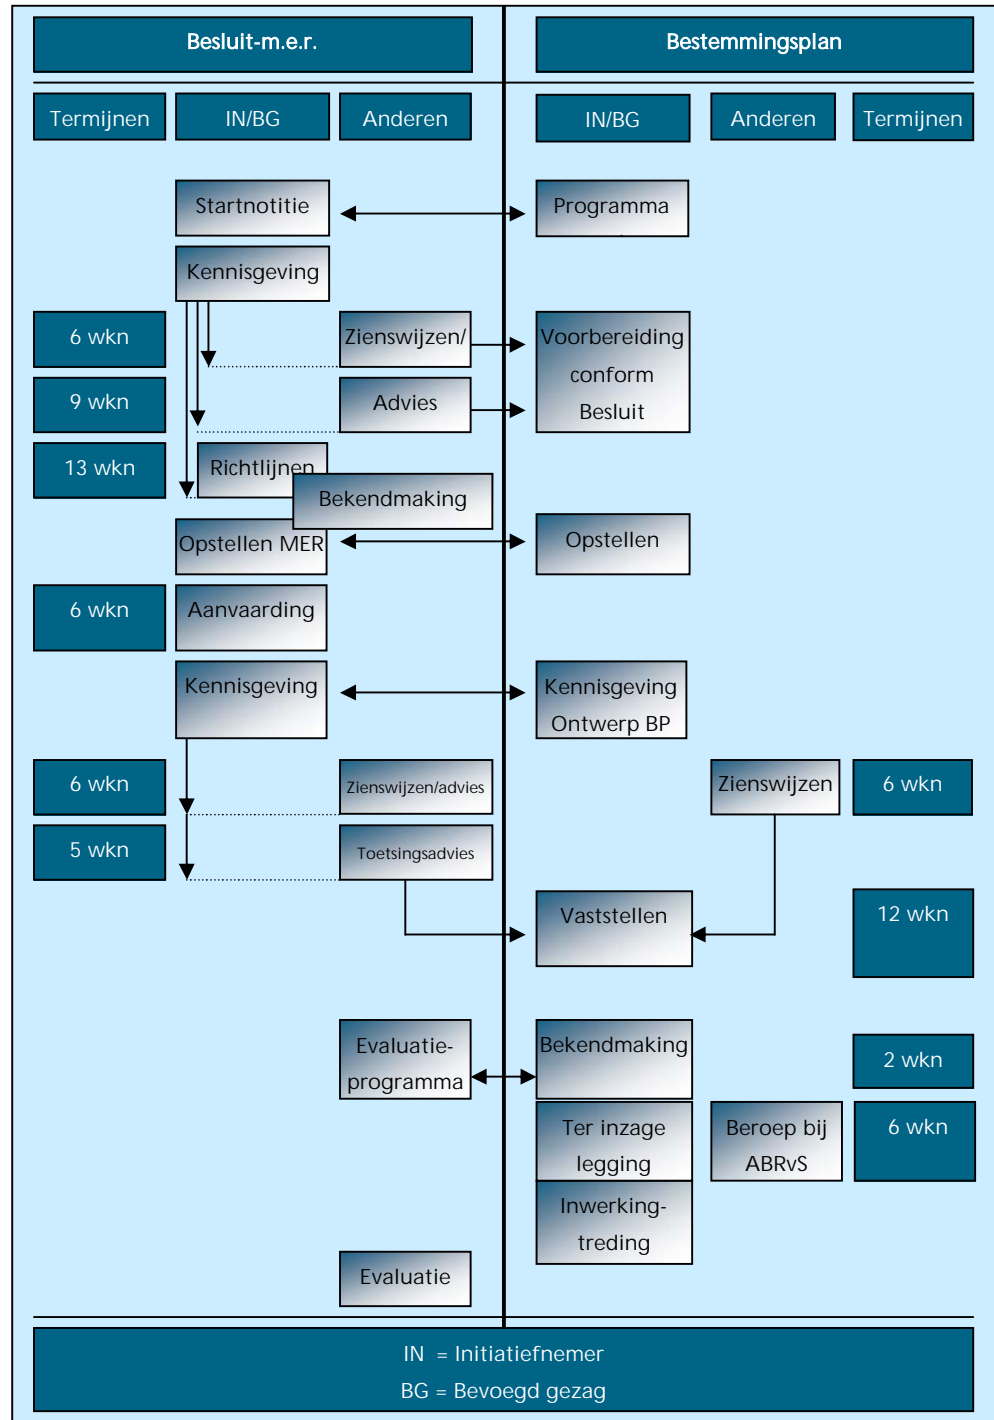 Besluit-m.e.r.
Bestemmingsplan
Termijnen
IN/BG
Anderen
IN/BG
Anderen
Termijnen
Startnotitie
Programma
Kennisgeving
6 wkn
Zienswijzen/
Voorbereiding
conform
Besluit
9 wkn
Advies
13 wkn
Richtlijnen
Bekendmaking
Opstellen MER
Opstellen
6 wkn
Aanvaarding
Kennisgeving
Kennisgeving
Ontwerp BP
6 wkn
Zienswijzen/advies
Zienswijzen
6 wkn
5 wkn
Toetsingsadvies
Vaststellen
12 wkn
Evaluatie-
programma
Bekendmaking
2 wkn
Ter inzage
legging
Beroep bij
ABRvS
6 wkn
Inwerking-
treding
Evaluatie
IN = Initiatiefnemer
BG = Bevoegd gezag